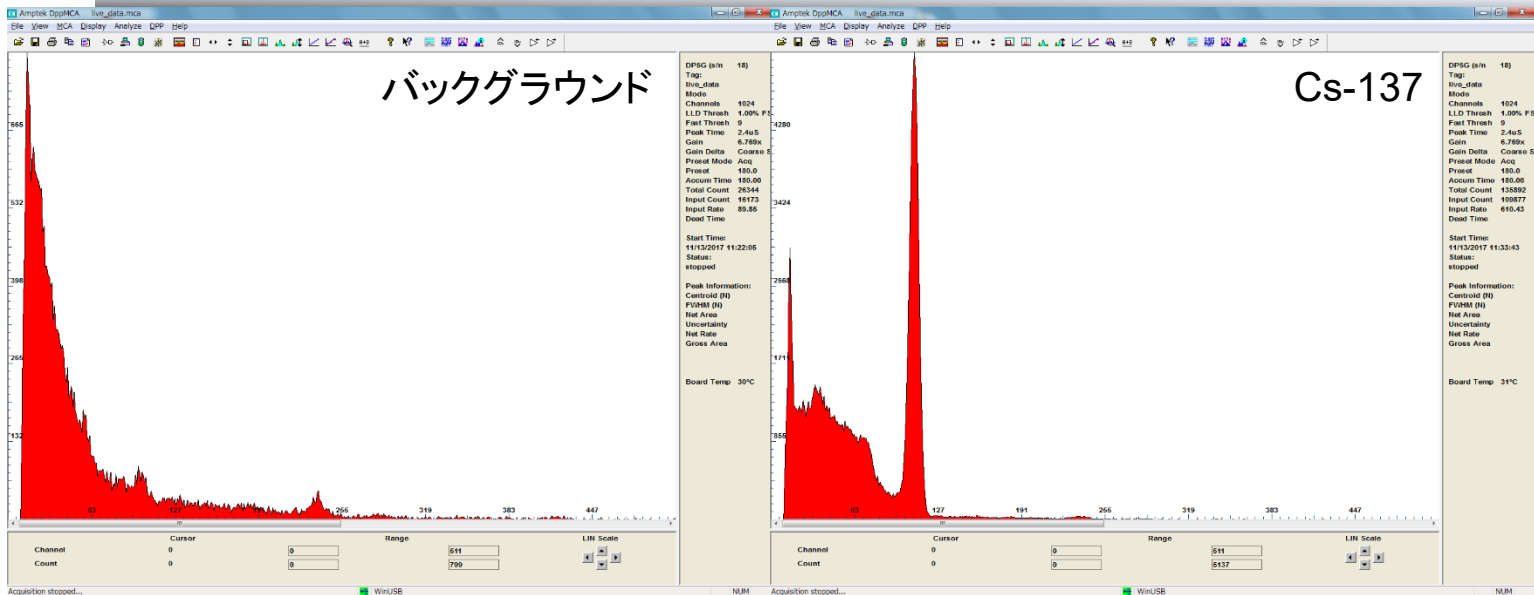 Amptek DppMCA live_data.mca
File View MCA Display Analyze DPP Help
バックグラウンド
665
532
398
265
132
63
127
255
319
383
447
DP5G (s/n 18)
Tag:
live_data
Mode
Channels 1024
LLD Thresh 1.00% FS
Fast Thresh 9
Peak Time 2.4uS
Gain 6.769x
Gain Delta Coarse S
Preset Mode Acq
Preset 180.0
Accum Time 180.00
Total Count 26344
Input Count 16173
Input Rate 89.85
Dead Time
Start Time:
11/13/2017 11:22:05
Status:
stopped
Peak Information:
Centroid (N)
FWHM (N)
Net Area
Uncertainty
Net Rate
Gross Area
Board Temp 30°C
Cursor Range LIN Scale
Channel 0 0 511
Count 0 0 799
Acquisition stopped... WinUSB NUM
Amptek DppMCA live_data.mca
File View MCA Display Analyze DPP Help
Cs-137
4280
3424
2568
1711
855
63
127
191
255
319
383
447
DP5G (s/n 18)
Tag:
live_data
Mode
Channels 1024
LLD Thresh 1.00% FS
Fast Thresh 9
Peak Time 2.4uS
Gain 6.769x
Gain Delta Coarse S
Preset Mode Acq
Preset 180.0
Accum Time 180.00
Total Count 135892
Input Count 109877
Input Rate 610.43
Dead Time
Start Time:
11/13/2017 11:33:43
Status:
stopped
Peak Information:
Centroid (N)
FWHM (N)
Net Area
Uncertainty
Net Rate
Gross Area
Board Temp 31°C
Cursor Range LIN Scale
Channel 0 0 511
Count 0 0 5137
Acquisition stopped... WinUSB NUM